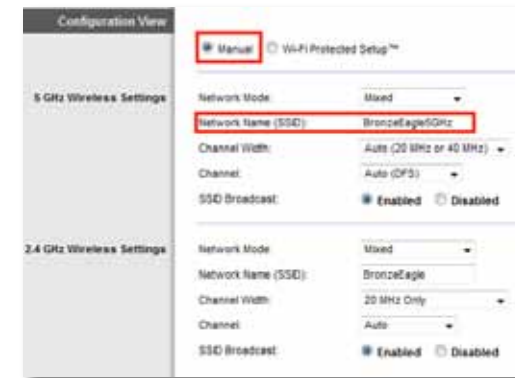 Configuration View
Manual Wi-Fi Protected Setup™
5 GHz Wireless Settings
Network Mode: Mixed
Network Name (SSID): BronzeEagle5GHz
Channel Width: Auto (20 MHz or 40 MHz)
Channel: Auto (DFS)
SSID Broadcast: Enabled Disabled
2.4 GHz Wireless Settings
Network Mode: Mixed
Network Name (SSID): BronzeEagle
Channel Width: 20 MHz Only
Channel: Auto
SSID Broadcast: Enabled Disabled